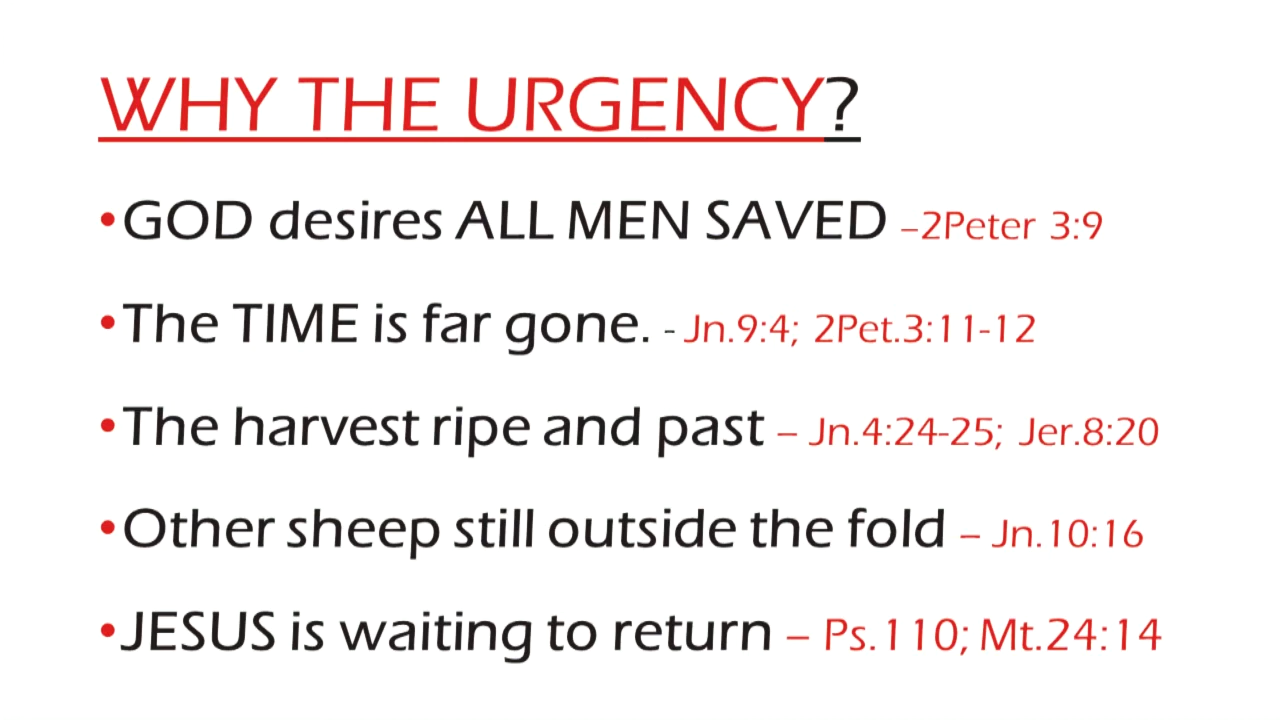 WHY THE URGENCY?
•GOD desires ALL MEN SAVED –2Peter 3:9
•The TIME is far gone. - Jn.9:4; 2Pet.3:11-12
•The harvest ripe and past – Jn.4:24-25; Jer.8:20
•Other sheep still outside the fold – Jn.10:16
•JESUS is waiting to return – Ps.110; Mt.24:14